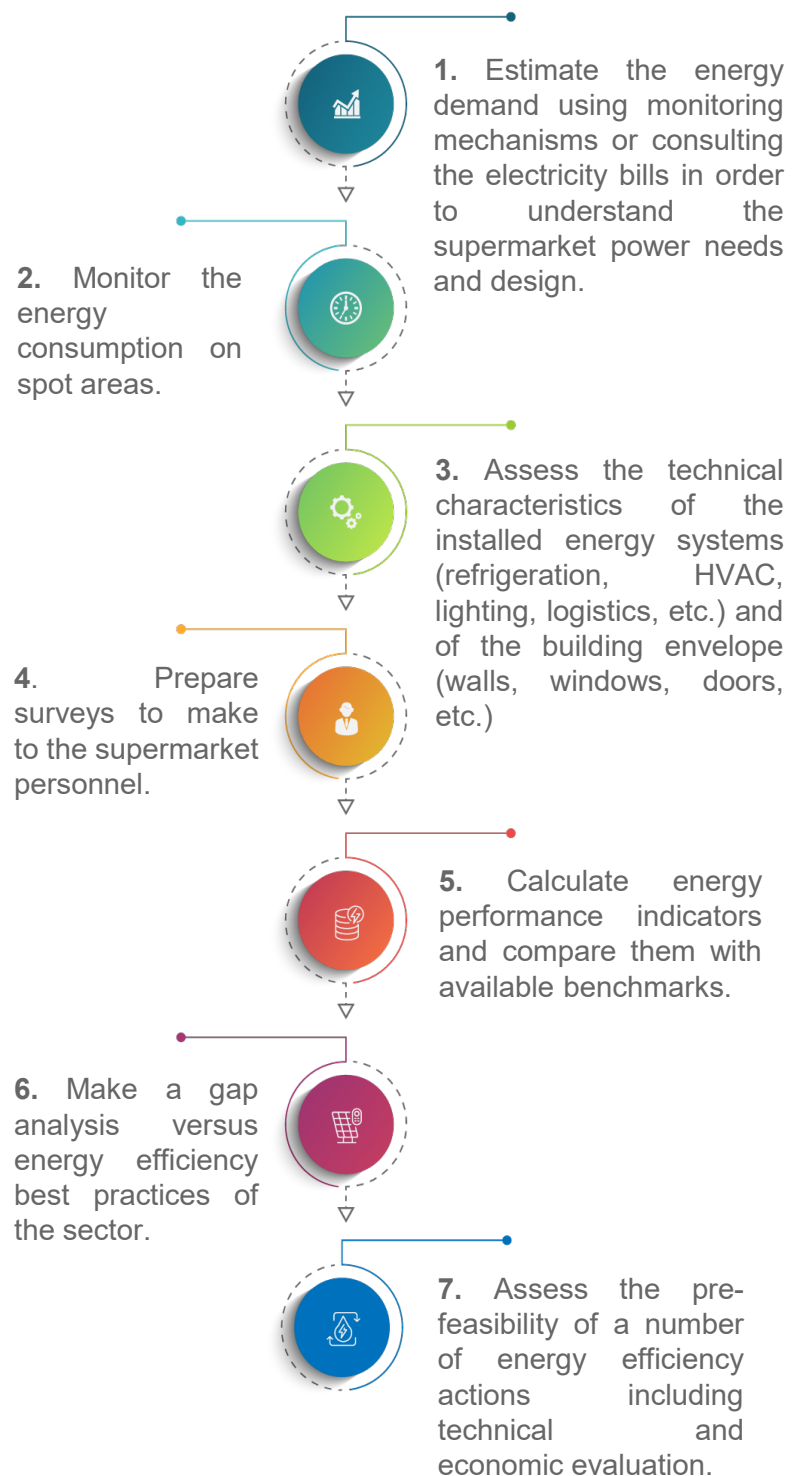 1. Estimate the energy
demand using monitoring
mechanisms or consulting
the electricity bills in order
to understand the
supermarket power needs
and design.
2. Monitor the
energy
consumption on
spot areas.
3. Assess the technical
characteristics of the
installed energy systems
(refrigeration, HVAC,
lighting, logistics, etc.) and
of the building envelope
(walls, windows, doors,
etc.)
4. Prepare
surveys to make
to the supermarket
personnel.
5. Calculate energy
performance indicators
and compare them with
available benchmarks.
6. Make a gap
analysis versus
energy efficiency
best practices of
the sector.
7. Assess the pre-
feasibility of a number
of energy efficiency
actions including
technical and
economic evaluation.